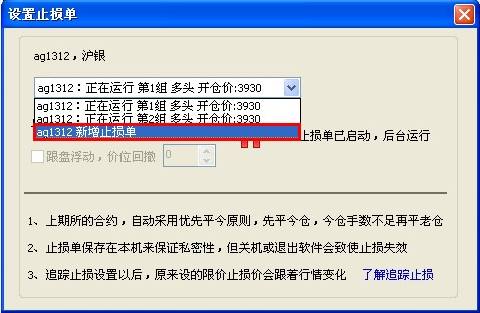 设置止损单
ag1312，沪银
ag1312：正在运行 第1组 多头 开仓价:3930
ag1312：正在运行 第1组 多头 开仓价:3930
ag1312：正在运行 第2组 多头 开仓价:3930
ag1312 新增止损单
止损单已启动，后台运行
跟盘浮动，价位回撤 0
1、上期所的合约，自动采用优先平今原则，先平今仓，今仓手数不足再平老仓
2、止损单保存在本机来保证私密性，但关机或退出软件会致使止损失效
3、追踪止损设置以后，原来设的限价止损价会跟着行情变化 了解追踪止损